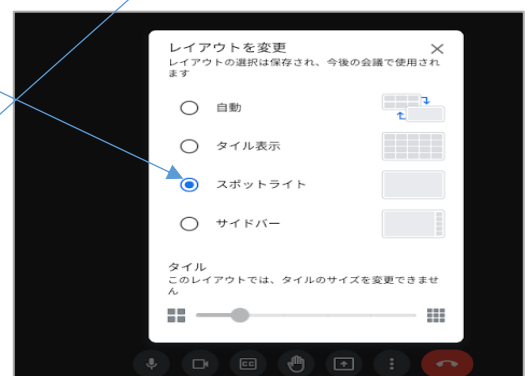 レイアウトを変更
レイアウトの選択は保存され、今後の会議で使用され
ます
自動
タイル表示
スポットライト
サイドバー
タイル
このレイアウトでは、タイルのサイズを変更できませ
ん
CC